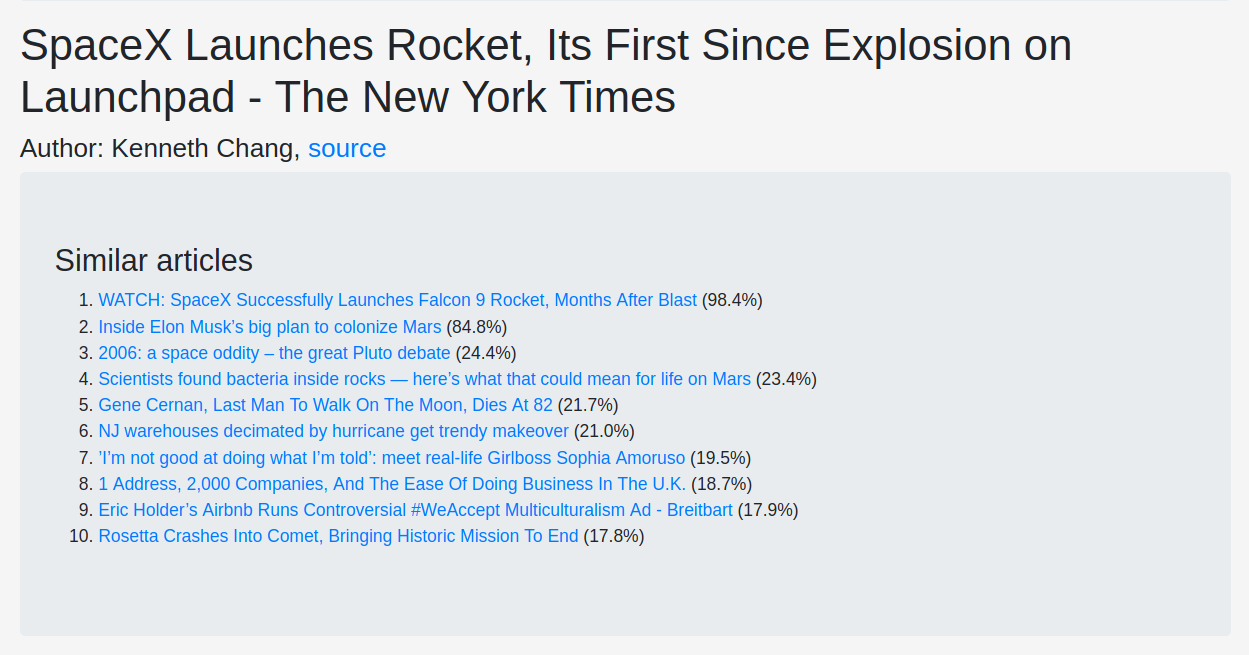 SpaceX Launches Rocket, Its First Since Explosion on
Launchpad - The New York Times
Author: Kenneth Chang, source
Similar articles
1. WATCH: SpaceX Successfully Launches Falcon 9 Rocket, Months After Blast (98.4%)
2. Inside Elon Musk’s big plan to colonize Mars (84.8%)
3. 2006: a space oddity – the great Pluto debate (24.4%)
4. Scientists found bacteria inside rocks — here’s what that could mean for life on Mars (23.4%)
5. Gene Cernan, Last Man To Walk On The Moon, Dies At 82 (21.7%)
6. NJ warehouses decimated by hurricane get trendy makeover (21.0%)
7. ’I’m not good at doing what I’m told’: meet real-life Girlboss Sophia Amoruso (19.5%)
8. 1 Address, 2,000 Companies, And The Ease Of Doing Business In The U.K. (18.7%)
9. Eric Holder’s Airbnb Runs Controversial #WeAccept Multiculturalism Ad - Breitbart (17.9%)
10. Rosetta Crashes Into Comet, Bringing Historic Mission To End (17.8%)